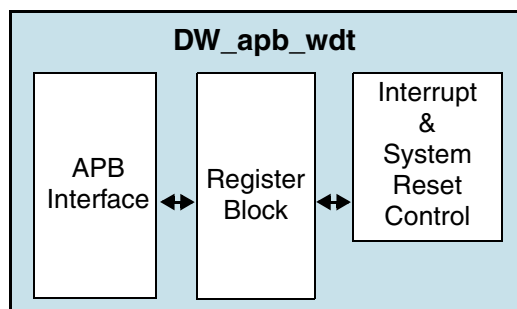 DW_apb_wdt
APB
Interface
Register
Block
Interrupt
&
System
Reset
Control